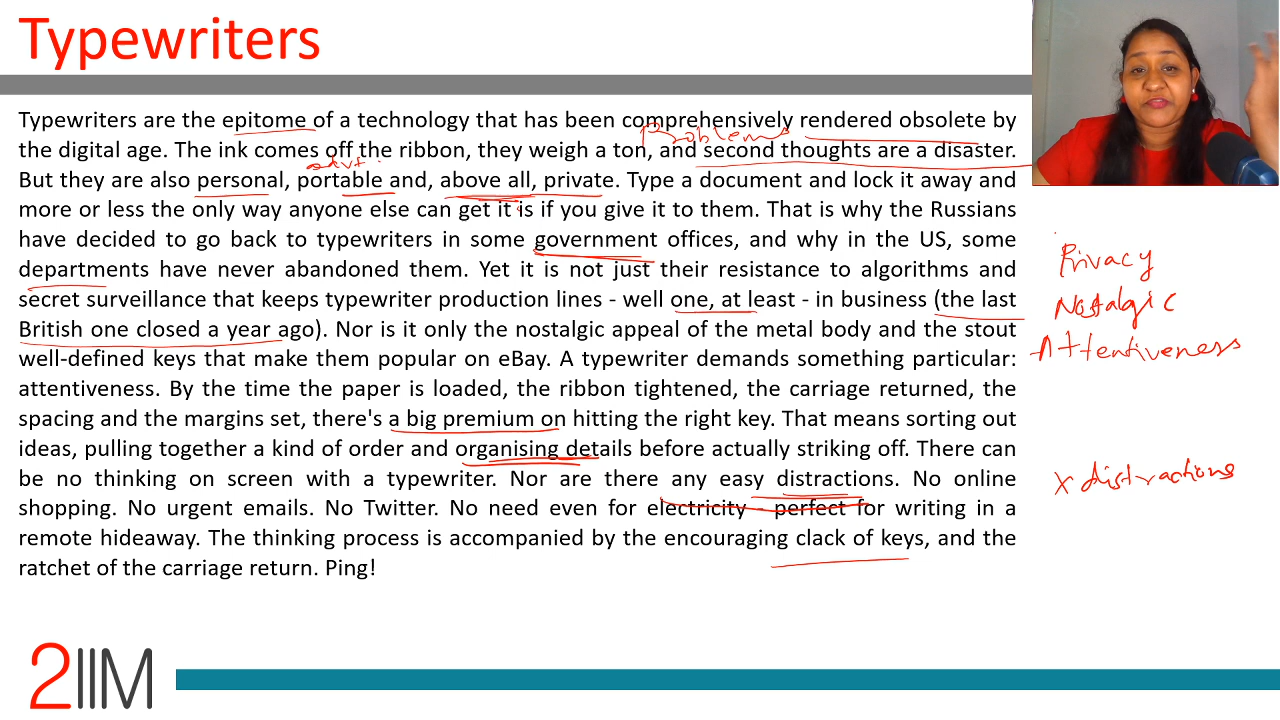 Typewriters
Typewriters are the epitome of a technology that has been comprehensively rendered obsolete by
Problems
the digital age. The ink comes off the ribbon, they weigh a ton, and second thoughts are a disaster.
advt.
But they are also personal, portable and, above all, private. Type a document and lock it away and
more or less the only way anyone else can get it is if you give it to them. That is why the Russians
have decided to go back to typewriters in some government offices, and why in the US, some
departments have never abandoned them. Yet it is not just their resistance to algorithms and
secret surveillance that keeps typewriter production lines - well one, at least - in business (the last
British one closed a year ago). Nor is it only the nostalgic appeal of the metal body and the stout
well-defined keys that make them popular on eBay. A typewriter demands something particular:
attentiveness. By the time the paper is loaded, the ribbon tightened, the carriage returned, the
spacing and the margins set, there's a big premium on hitting the right key. That means sorting out
ideas, pulling together a kind of order and organising details before actually striking off. There can
be no thinking on screen with a typewriter. Nor are there any easy distractions. No online
shopping. No urgent emails. No Twitter. No need even for electricity - perfect for writing in a
remote hideaway. The thinking process is accompanied by the encouraging clack of keys, and the
ratchet of the carriage return. Ping!
Privacy
Nostalgic
Attentiveness
X distractions
2IIM